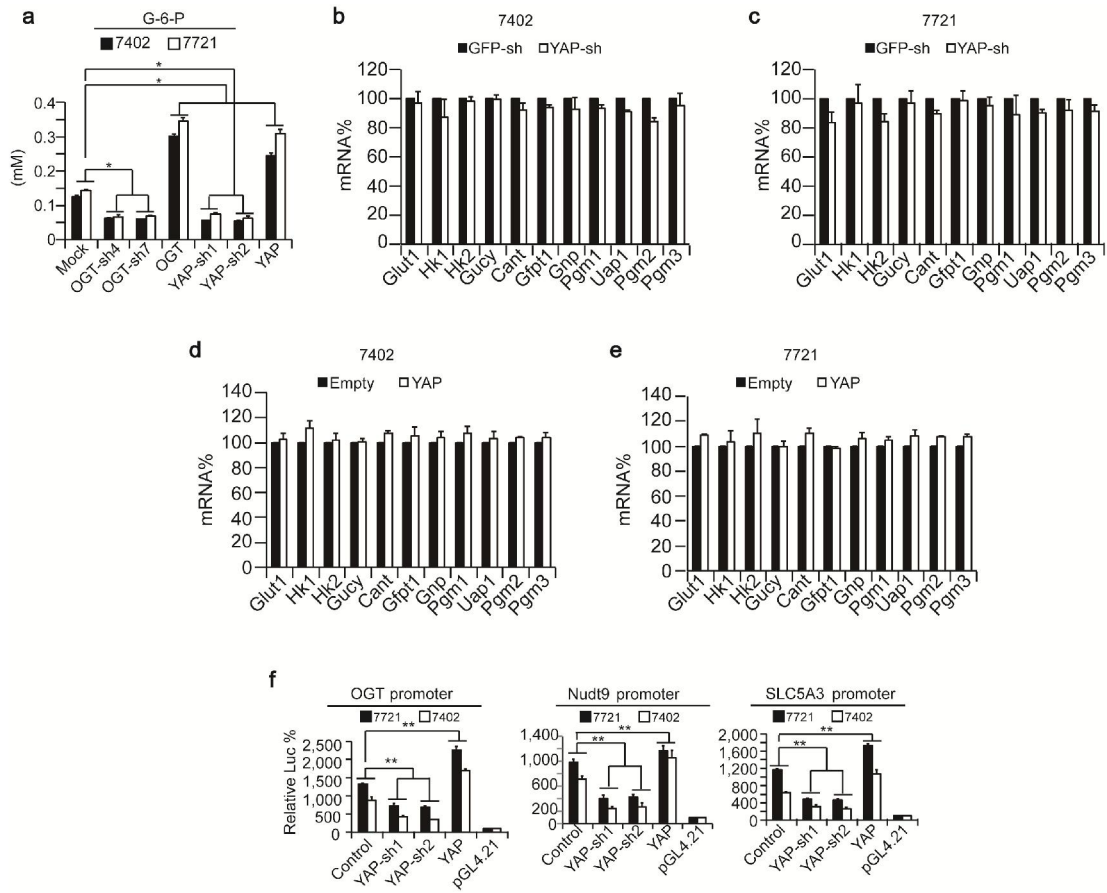 a
G-6-P
7402 7721
*
*
*
(mM)
0.4
0.3
0.2
0.1
0
Mock OGT-sh4 OGT-sh7 OGT YAP-sh1 YAP-sh2 YAP
b
7402
GFP-sh YAP-sh
mRNA%
120
100
80
60
40
20
0
Glut1 Hk1 Hk2 Gucy Cant Gfpt1 Gnp Pgm1 Uap1 Pgm2 Pgm3
c
7721
GFP-sh YAP-sh
mRNA%
120
100
80
60
40
20
0
Glut1 Hk1 Hk2 Gucy Cant Gfpt1 Gnp Pgm1 Uap1 Pgm2 Pgm3
d
7402
Empty YAP
mRNA%
140
120
100
80
60
40
20
0
Glut1 Hk1 Hk2 Gucy Cant Gfpt1 Gnp Pgm1 Uap1 Pgm2 Pgm3
e
7721
Empty YAP
mRNA%
140
120
100
80
60
40
20
0
Glut1 Hk1 Hk2 Gucy Cant Gfpt1 Gnp Pgm1 Uap1 Pgm2 Pgm3
f
OGT promoter
7721 7402
**
**
Relative Luc %
2,500
2,000
1,500
1,000
500
0
Control YAP-sh1 YAP-sh2 YAP pGL4.21
Nudt9 promoter
7721 7402
**
**
1,400
1,000
600
200
0
Control YAP-sh1 YAP-sh2 YAP pGL4.21
SLC5A3 promoter
7721 7402
**
**
2,000
1,600
1,200
800
400
0
Control YAP-sh1 YAP-sh2 YAP pGL4.21